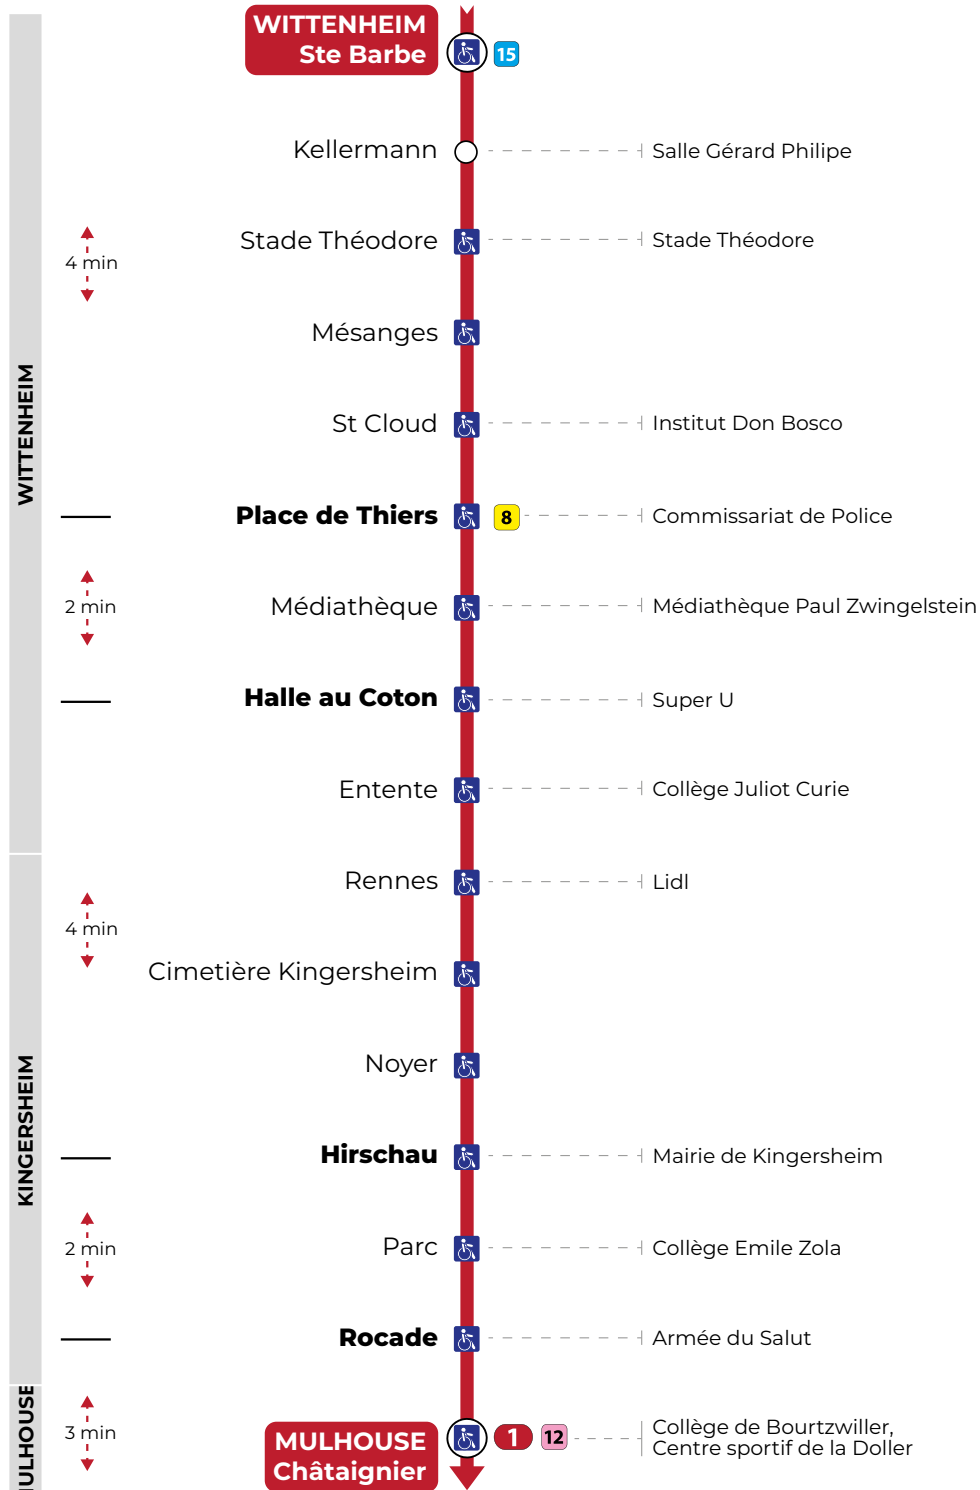 WITTENHEIM
Ste Barbe
15
Kellermann
Salle Gérard Philipe
Stade Théodore
Stade Théodore
4 min
Mésanges
WITTENHEIM
St Cloud
Institut Don Bosco
Place de Thiers
8
Commissariat de Police
2 min
Médiathèque
Médiathèque Paul Zwingelstein
Halle au Coton
Super U
Entente
Collège Juliot Curie
Rennes
Lidl
4 min
Cimetière Kingersheim
Noyer
KINGERSHEIM
Hirschau
Mairie de Kingersheim
2 min
Parc
Collège Emile Zola
Rocade
Armée du Salut
MULHOUSE
3 min
MULHOUSE
Châtaignier
1
12
Collège de Bourtzwiller,
Centre sportif de la Doller